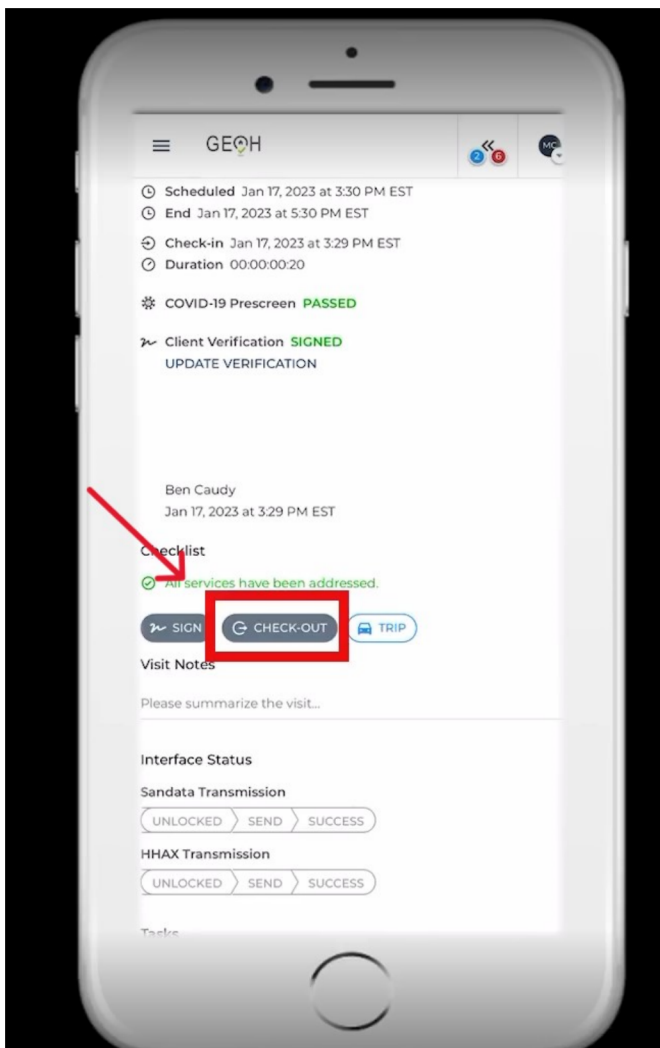 GEOH
2 6
MC
Scheduled Jan 17, 2023 at 3:30 PM EST
End Jan 17, 2023 at 5:30 PM EST
Check-in Jan 17, 2023 at 3:29 PM EST
Duration 00:00:00:20
COVID-19 Prescreen PASSED
Client Verification SIGNED
UPDATE VERIFICATION
Ben Caudy
Jan 17, 2023 at 3:29 PM EST
Checklist
All services have been addressed.
SIGN CHECK-OUT TRIP
Visit Notes
Please summarize the visit...
Interface Status
Sandata Transmission
UNLOCKED SEND SUCCESS
HHAX Transmission
UNLOCKED SEND SUCCESS
Tasks